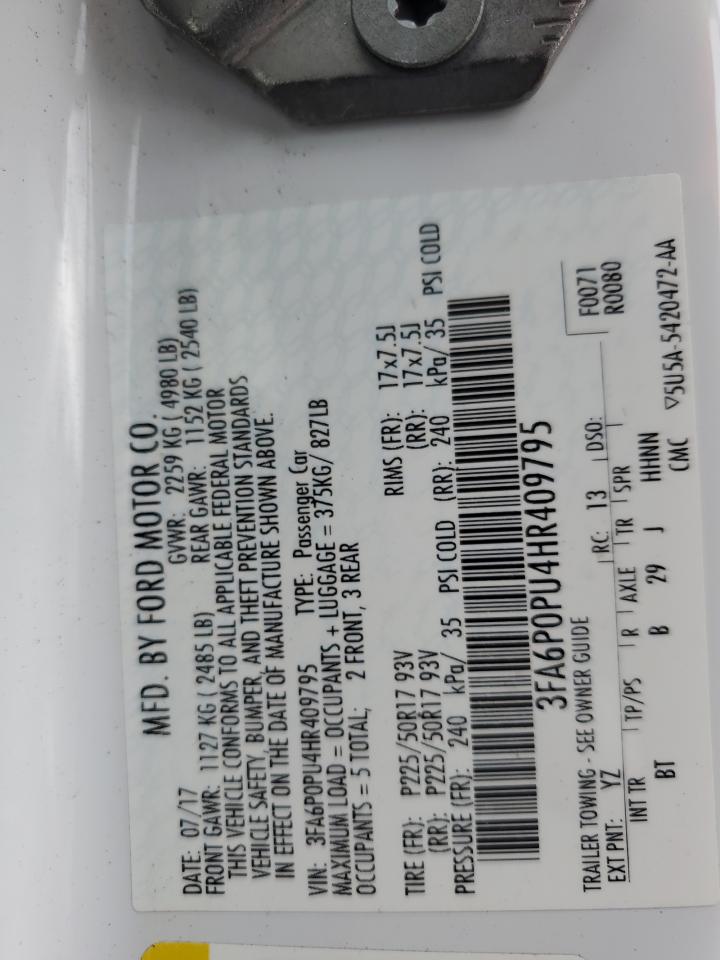 MFD. BY FORD MOTOR CO.
DATE: 07/17 GVWR: 2259 KG ( 4980 LB)
FRONT GAWR: 1127 KG ( 2485 LB) REAR GAWR: 1152 KG ( 2540 LB)
THIS VEHICLE CONFORMS TO ALL APPLICABLE FEDERAL MOTOR
VEHICLE SAFETY, BUMPER, AND THEFT PREVENTION STANDARDS
IN EFFECT ON THE DATE OF MANUFACTURE SHOWN ABOVE.
VIN: 3FA6P0PU4HR409795 TYPE: Passenger Car
MAXIMUM LOAD = OCCUPANTS + LUGGAGE = 375KG/ 827LB
OCCUPANTS = 5 TOTAL; 2 FRONT, 3 REAR
TIRE (FR): P225/50R17 93V RIMS (FR): 17x7.5J
(RR): P225/50R17 93V (RR): 17x7.5J
PRESSURE (FR): 240 kPa/ 35 PSI COLD (RR): 240 kPa/ 35 PSI COLD
3FA6P0PU4HR409795
TRAILER TOWING - SEE OWNER GUIDE F0071
EXT PNT: YZ RC: 13 DSO: R0080
INT TR TP/PS R AXLE TR SPR
BT B 29 J HHNN
CMC ▽5U5A-5420472-AA